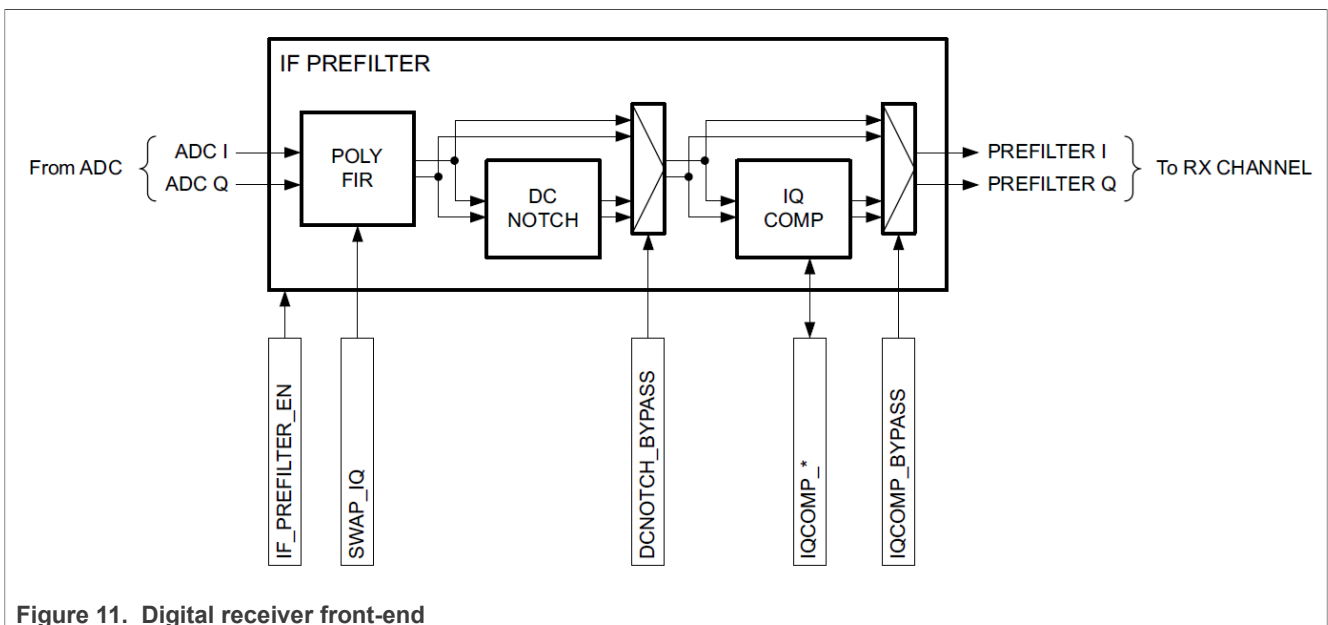 IF PREFILTER
From ADC
ADC I
ADC Q
POLY
FIR
DC
NOTCH
IQ
COMP
PREFILTER I
PREFILTER Q
To RX CHANNEL
IF_PREFILTER_EN
SWAP_IQ
DCNOTCH_BYPASS
IQCOMP_*
IQCOMP_BYPASS
Figure 11. Digital receiver front-end